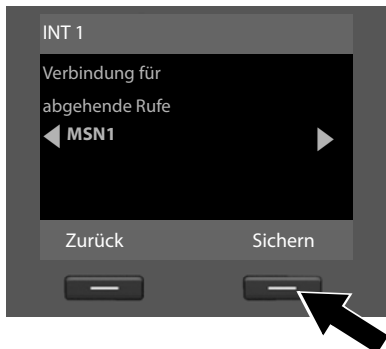 INT 1
Verbindung für
abgehende Rufe
MSN1
Zurück Sichern